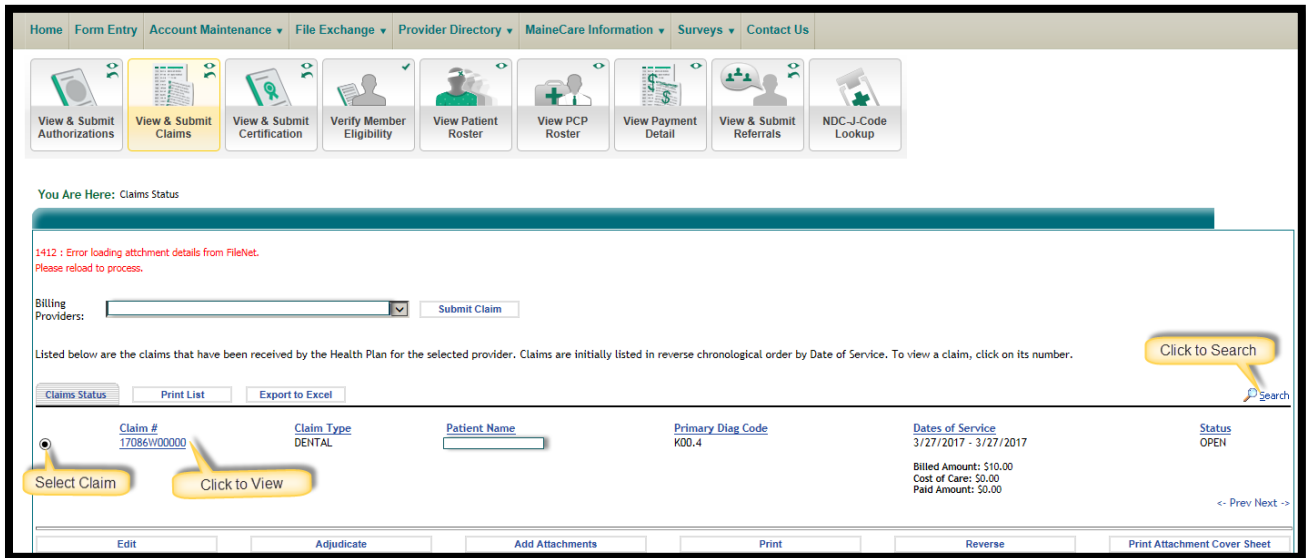 Home Form Entry Account Maintenance File Exchange Provider Directory MaineCare Information Surveys Contact Us
View & Submit Authorizations
View & Submit Claims
View & Submit Certification
Verify Member Eligibility
View Patient Roster
View PCP Roster
View Payment Detail
View & Submit Referrals
NDC-J-Code Lookup
You Are Here: Claims Status
1412 : Error loading attchment details from FileNet.
Please reload to process.
Billing Providers:
Submit Claim
Listed below are the claims that have been received by the Health Plan for the selected provider. Claims are initially listed in reverse chronological order by Date of Service. To view a claim, click on its number.
Click to Search
Claims Status Print List Export to Excel Search
Claim # Claim Type Patient Name Primary Diag Code Dates of Service Status
17086W00000 DENTAL K00.4 3/27/2017 - 3/27/2017 OPEN
Billed Amount: $10.00
Cost of Care: $0.00
Paid Amount: $0.00
Select Claim
Click to View
<- Prev Next ->
Edit Adjudicate Add Attachments Print Reverse Print Attachment Cover Sheet